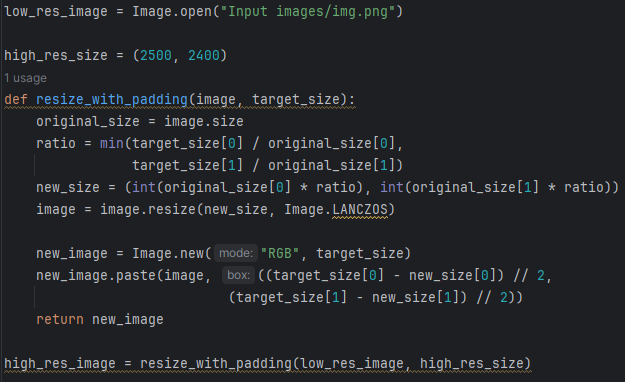 low_res_image = Image.open("Input images/img.png")
high_res_size = (2500, 2400)
1 usage
def resize_with_padding(image, target_size):
    original_size = image.size
    ratio = min(target_size[0] / original_size[0],
                target_size[1] / original_size[1])
    new_size = (int(original_size[0] * ratio), int(original_size[1] * ratio))
    image = image.resize(new_size, Image.LANCZOS)
    new_image = Image.new( mode: "RGB", target_size)
    new_image.paste(image, box: ((target_size[0] - new_size[0]) // 2,
                            (target_size[1] - new_size[1]) // 2))
    return new_image
high_res_image = resize_with_padding(low_res_image, high_res_size)